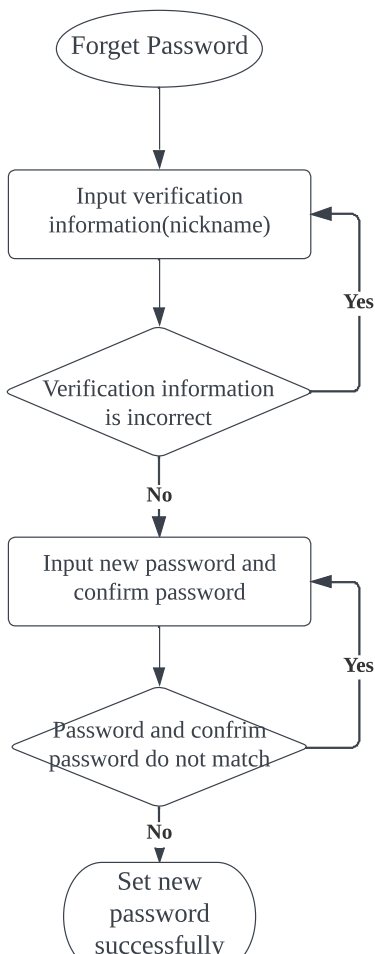 Forget Password
Input verification
information(nickname)
Yes
Verification information
is incorrect
No
Input new password and
confirm password
Yes
Password and confrim
password do not match
No
Set new
password
successfully